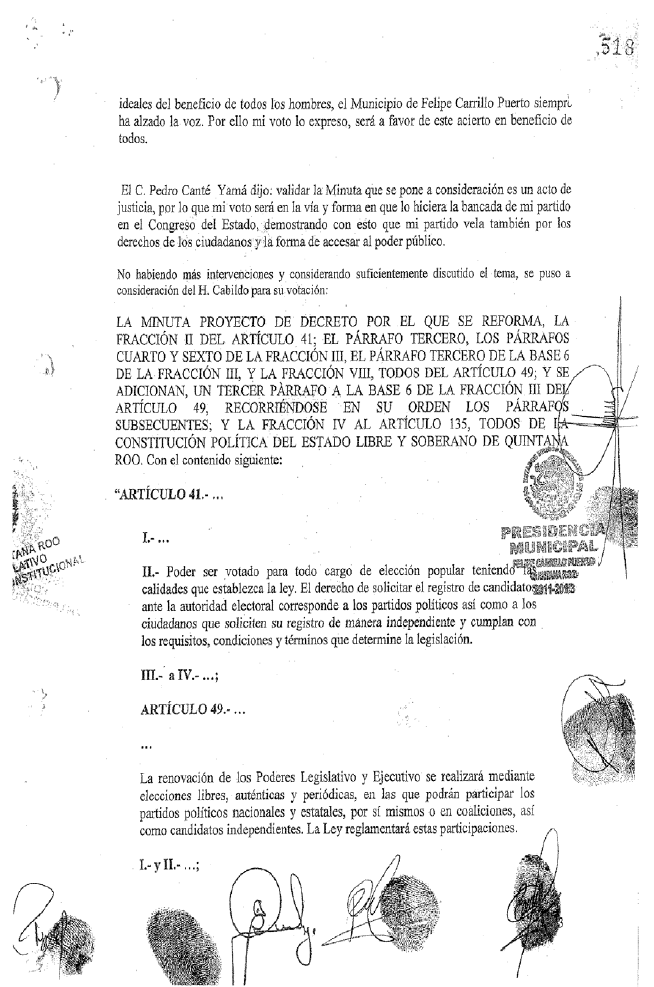 518
ideales del beneficio de todos los hombres, el Municipio de Felipe Carrillo Puerto siempre
ha alzado la voz. Por ello mi voto lo expreso, será a favor de este acierto en beneficio de
todos.
El C. Pedro Canté Yamá dijo: validar la Minuta que se pone a consideración es un acto de
justicia, por lo que mi voto será en la vía y forma en que lo hiciera la bancada de mi partido
en el Congreso del Estado, demostrando con esto que mi partido vela también por los
derechos de los ciudadanos y la forma de accesar al poder público.
No habiendo más intervenciones y considerando suficientemente discutido el tema, se puso a
consideración del H. Cabildo para su votación:
LA MINUTA PROYECTO DE DECRETO POR EL QUE SE REFORMA, LA
FRACCIÓN II DEL ARTÍCULO 41; EL PÁRRAFO TERCERO, LOS PÁRRAFOS
CUARTO Y SEXTO DE LA FRACCIÓN III, EL PÁRRAFO TERCERO DE LA BASE 6
DE LA FRACCIÓN III, Y LA FRACCIÓN VIII, TODOS DEL ARTÍCULO 49; Y SE
ADICIONAN, UN TERCER PÀRRAFO A LA BASE 6 DE LA FRACCIÓN III DEL
ARTÍCULO 49, RECORRIÉNDOSE EN SU ORDEN LOS PÁRRAFOS
SUBSECUENTES; Y LA FRACCIÓN IV AL ARTÍCULO 135, TODOS DE LA
CONSTITUCIÓN POLÍTICA DEL ESTADO LIBRE Y SOBERANO DE QUINTANA
ROO. Con el contenido siguiente:
"ARTÍCULO 41.- ...
I.- ...
PRESIDENCIA
MUNICIPAL
FELIPE CARRILLO PUERTO
2011-2013
TANA ROO
LATIVO
NSTITUCIONAL
II.- Poder ser votado para todo cargo de elección popular teniendo las
calidades que establezca la ley. El derecho de solicitar el registro de candidatos
ante la autoridad electoral corresponde a los partidos políticos así como a los
ciudadanos que soliciten su registro de manera independiente y cumplan con
los requisitos, condiciones y términos que determine la legislación.
III.- a IV.- ...;
ARTÍCULO 49.- ...
...
La renovación de los Poderes Legislativo y Ejecutivo se realizará mediante
elecciones libres, auténticas y periódicas, en las que podrán participar los
partidos políticos nacionales y estatales, por sí mismos o en coaliciones, así
como candidatos independientes. La Ley reglamentará estas participaciones.
I.- y II.- ...;